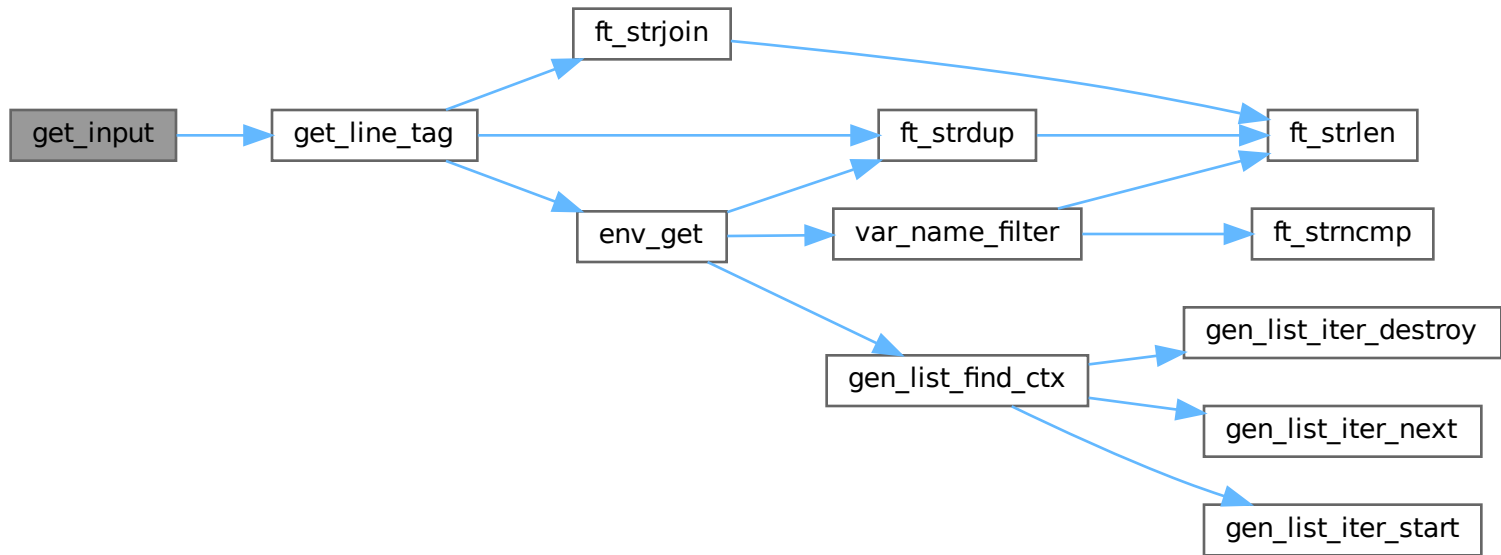 ft_strjoin
get_input
get_line_tag
ft_strdup
ft_strlen
env_get
var_name_filter
ft_strncmp
gen_list_iter_destroy
gen_list_find_ctx
gen_list_iter_next
gen_list_iter_start